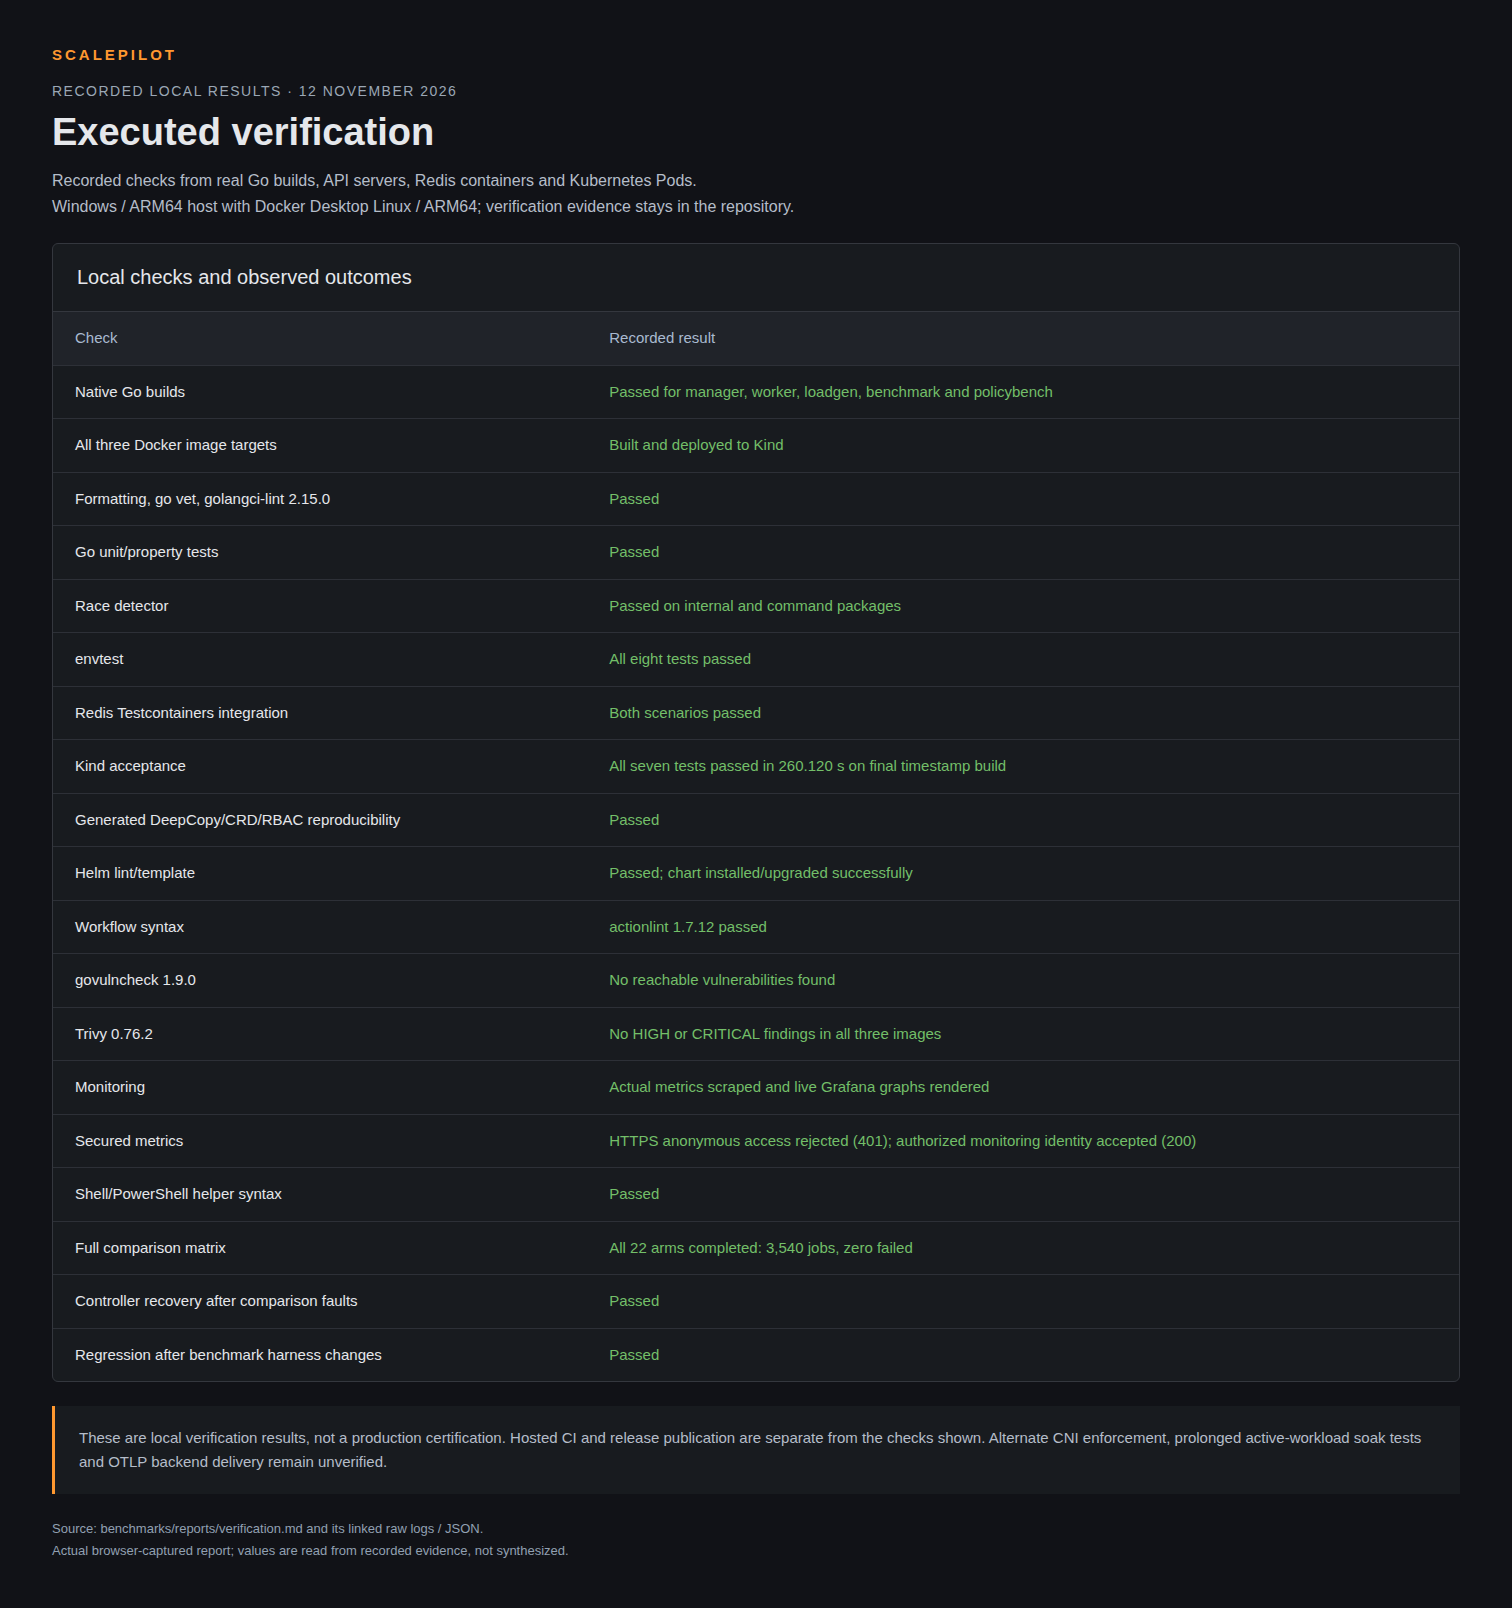 SCALEPILOT
RECORDED LOCAL RESULTS · 12 NOVEMBER 2026
Executed verification
Recorded checks from real Go builds, API servers, Redis containers and Kubernetes Pods.
Windows / ARM64 host with Docker Desktop Linux / ARM64; verification evidence stays in the repository.
Local checks and observed outcomes
Check Recorded result
Native Go builds Passed for manager, worker, loadgen, benchmark and policybench
All three Docker image targets Built and deployed to Kind
Formatting, go vet, golangci-lint 2.15.0 Passed
Go unit/property tests Passed
Race detector Passed on internal and command packages
envtest All eight tests passed
Redis Testcontainers integration Both scenarios passed
Kind acceptance All seven tests passed in 260.120 s on final timestamp build
Generated DeepCopy/CRD/RBAC reproducibility Passed
Helm lint/template Passed; chart installed/upgraded successfully
Workflow syntax actionlint 1.7.12 passed
govulncheck 1.9.0 No reachable vulnerabilities found
Trivy 0.76.2 No HIGH or CRITICAL findings in all three images
Monitoring Actual metrics scraped and live Grafana graphs rendered
Secured metrics HTTPS anonymous access rejected (401); authorized monitoring identity accepted (200)
Shell/PowerShell helper syntax Passed
Full comparison matrix All 22 arms completed: 3,540 jobs, zero failed
Controller recovery after comparison faults Passed
Regression after benchmark harness changes Passed
These are local verification results, not a production certification. Hosted CI and release publication are separate from the checks shown. Alternate CNI enforcement, prolonged active-workload soak tests
and OTLP backend delivery remain unverified.
Source: benchmarks/reports/verification.md and its linked raw logs / JSON.
Actual browser-captured report; values are read from recorded evidence, not synthesized.